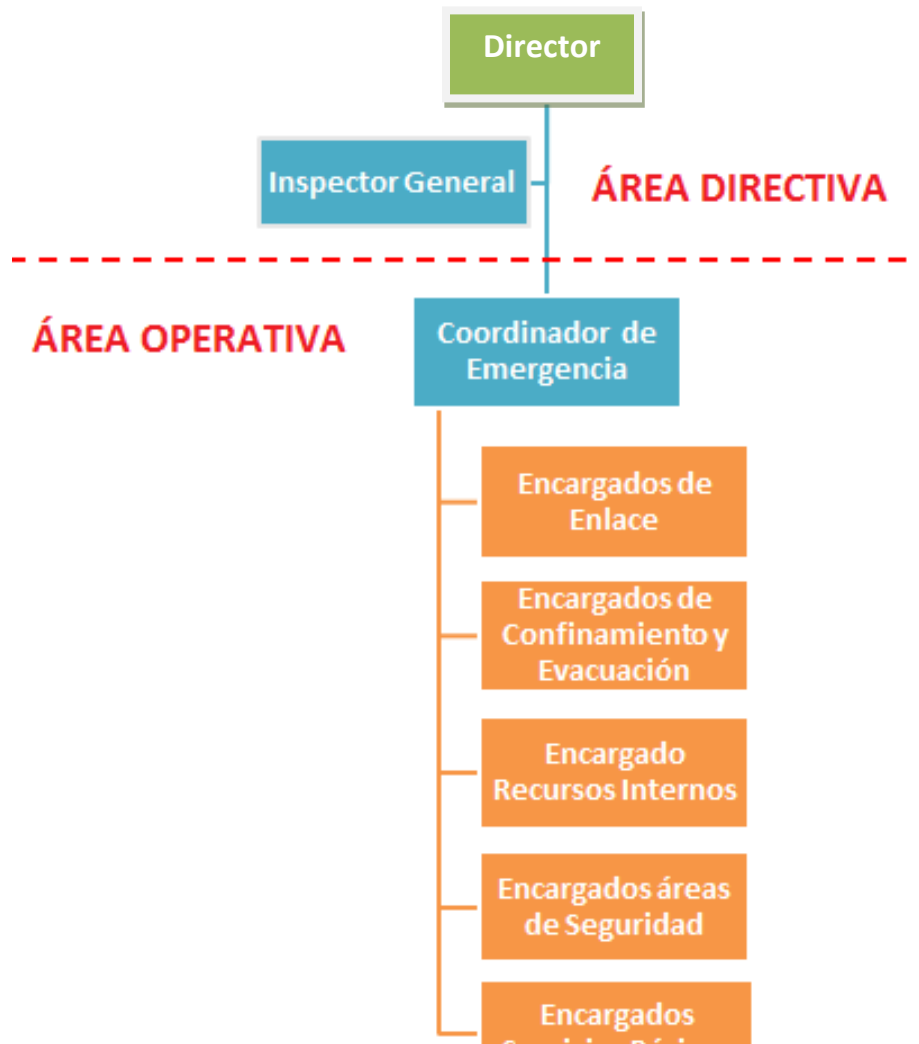 Director
Inspector General
ÁREA DIRECTIVA
ÁREA OPERATIVA
Coordinador de
Emergencia
Encargados de
Enlace
Encargados de
Confinamiento y
Evacuación
Encargado
Recursos Internos
Encargados áreas
de Seguridad
Encargados